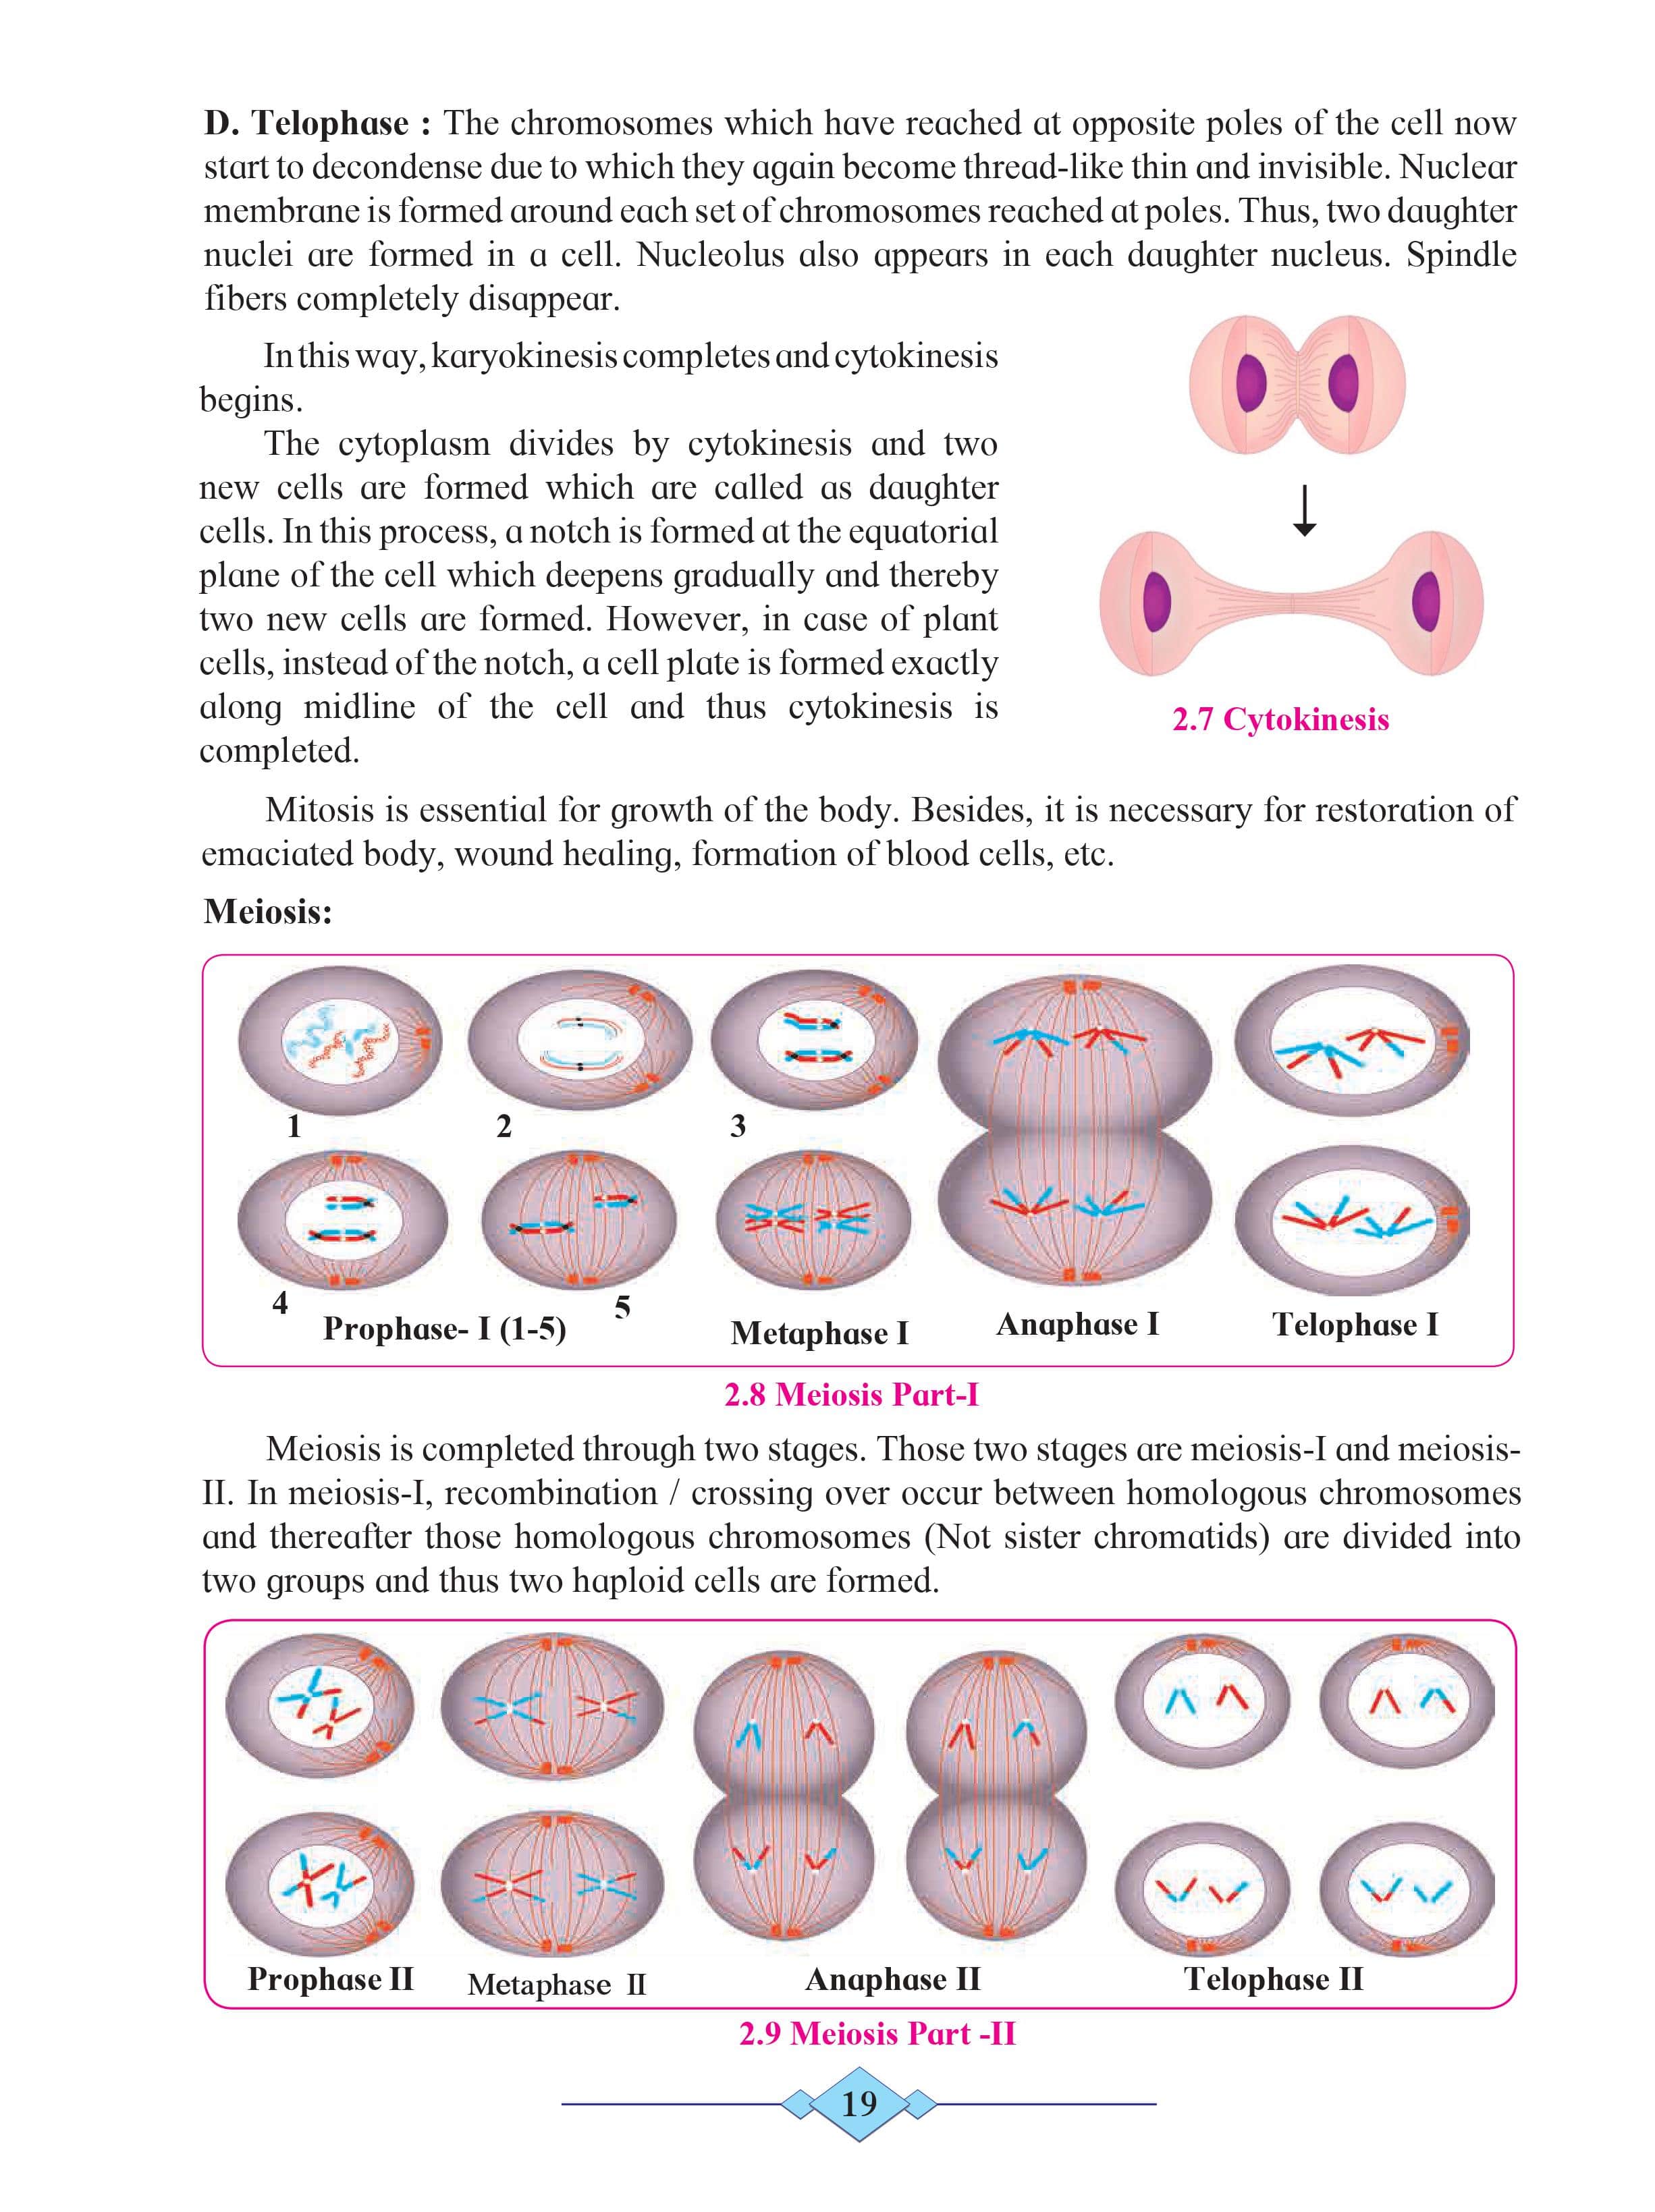 D. Telophase : The chromosomes which have reached at opposite poles of the cell now
start to decondense due to which they again become thread-like thin and invisible. Nuclear
membrane is formed around each set of chromosomes reached at poles. Thus, two daughter
nuclei are formed in a cell. Nucleolus also appears in each daughter nucleus. Spindle
fibers completely disappear.
In this way, karyokinesis completes and cytokinesis
begins.
The cytoplasm divides by cytokinesis and two
new cells are formed which are called as daughter
cells. In this process, a notch is formed at the equatorial
plane of the cell which deepens gradually and thereby
two new cells are formed. However, in case of plant
cells, instead of the notch, a cell plate is formed exactly
along midline of the cell and thus cytokinesis is
completed.
2.7 Cytokinesis
Mitosis is essential for growth of the body. Besides, it is necessary for restoration of
emaciated body, wound healing, formation of blood cells, etc.
Meiosis:
1 2 3
4 5
Prophase- I (1-5) Metaphase I Anaphase I Telophase I
2.8 Meiosis Part-I
Meiosis is completed through two stages. Those two stages are meiosis-I and meiosis-
II. In meiosis-I, recombination / crossing over occur between homologous chromosomes
and thereafter those homologous chromosomes (Not sister chromatids) are divided into
two groups and thus two haploid cells are formed.
Prophase II Metaphase II Anaphase II Telophase II
2.9 Meiosis Part -II
19